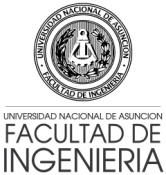 UNIVERSIDAD NACIONAL DE ASUNCION
FACULTAD DE INGENIERIA
UNIVERSIDAD NACIONAL DE ASUNCION
FACULTAD DE
INGENIERIA